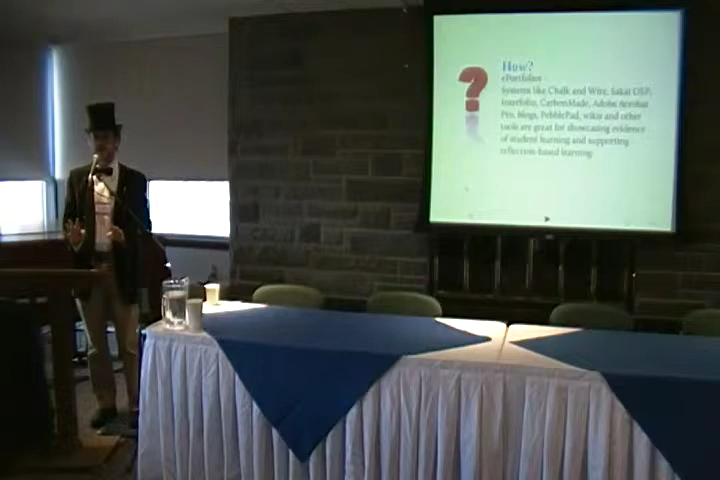 How?
ePortfolios
Systems like Chalk and Wire, Sakai OSP,
Interfolio, CarbonMade, Adobe Acrobat
Pro, blogs, PebblePad, wikis and other
tools are great for showcasing evidence
of student learning and supporting
reflection-based learning.